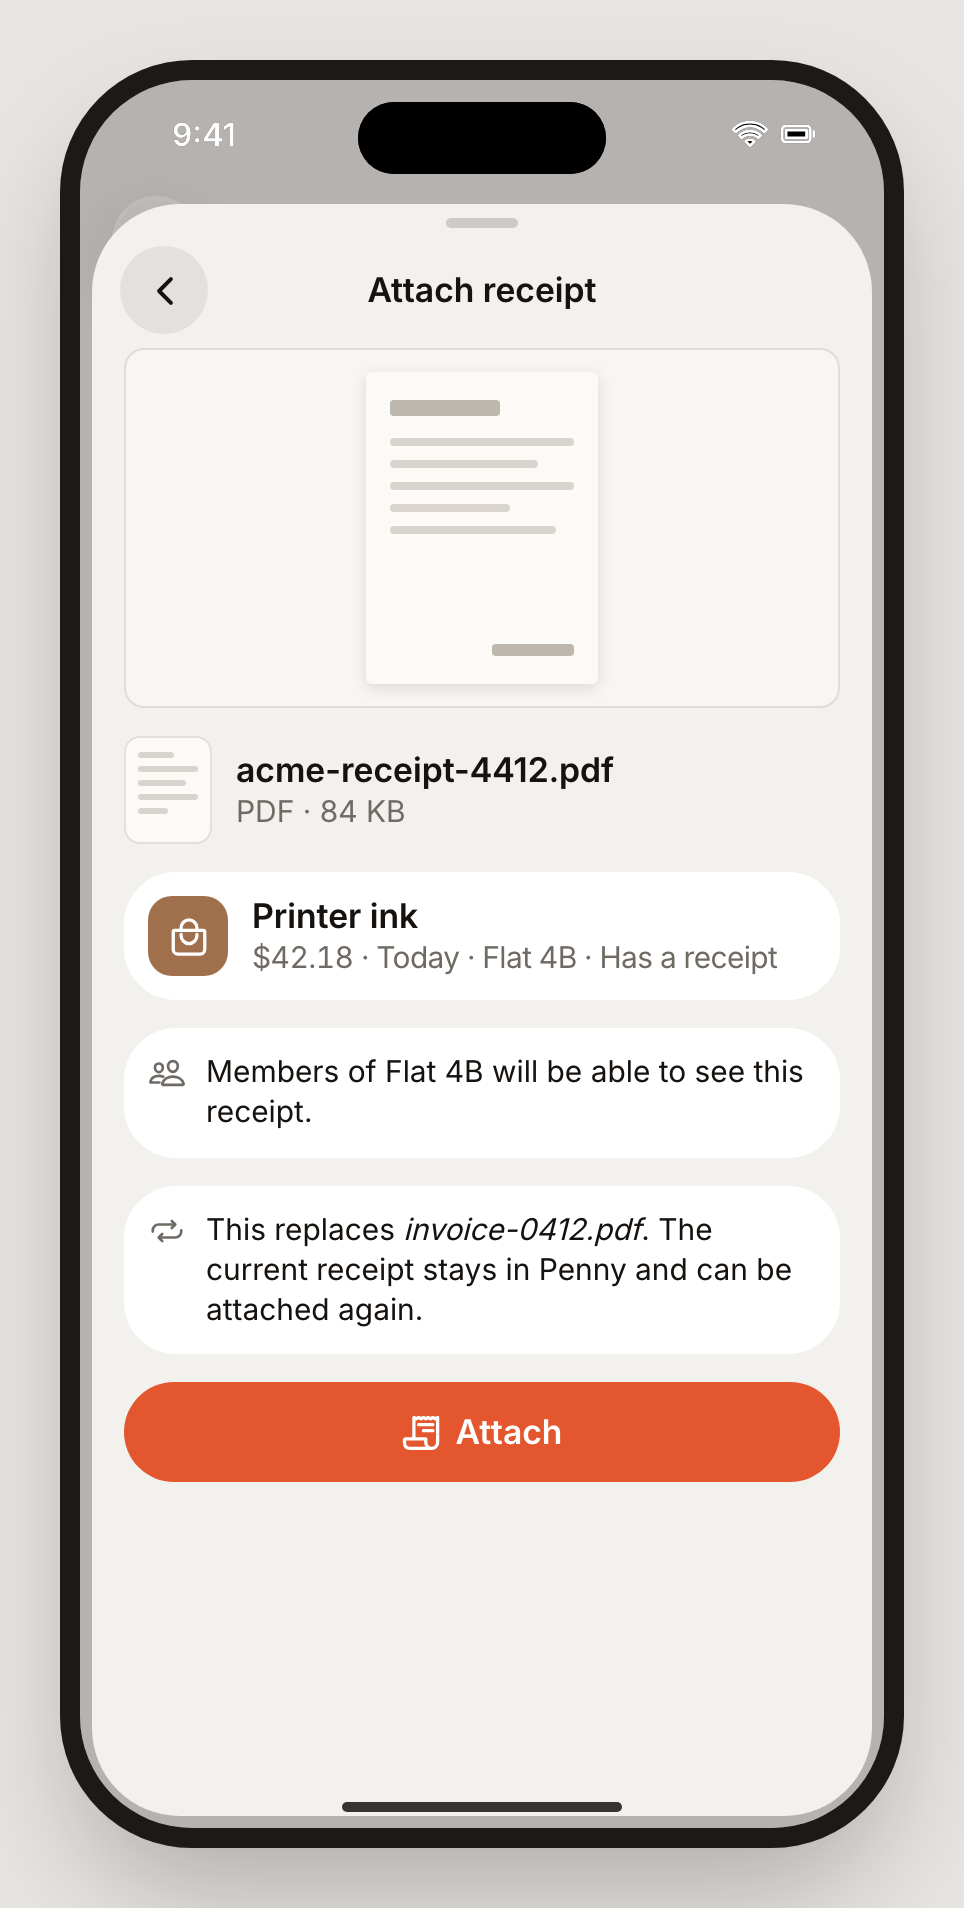 9:41
Attach receipt
acme-receipt-4412.pdf
PDF · 84 KB
Printer ink
$42.18 · Today · Flat 4B · Has a receipt
Members of Flat 4B will be able to see this
receipt.
This replaces invoice-0412.pdf. The
current receipt stays in Penny and can be
attached again.
Attach